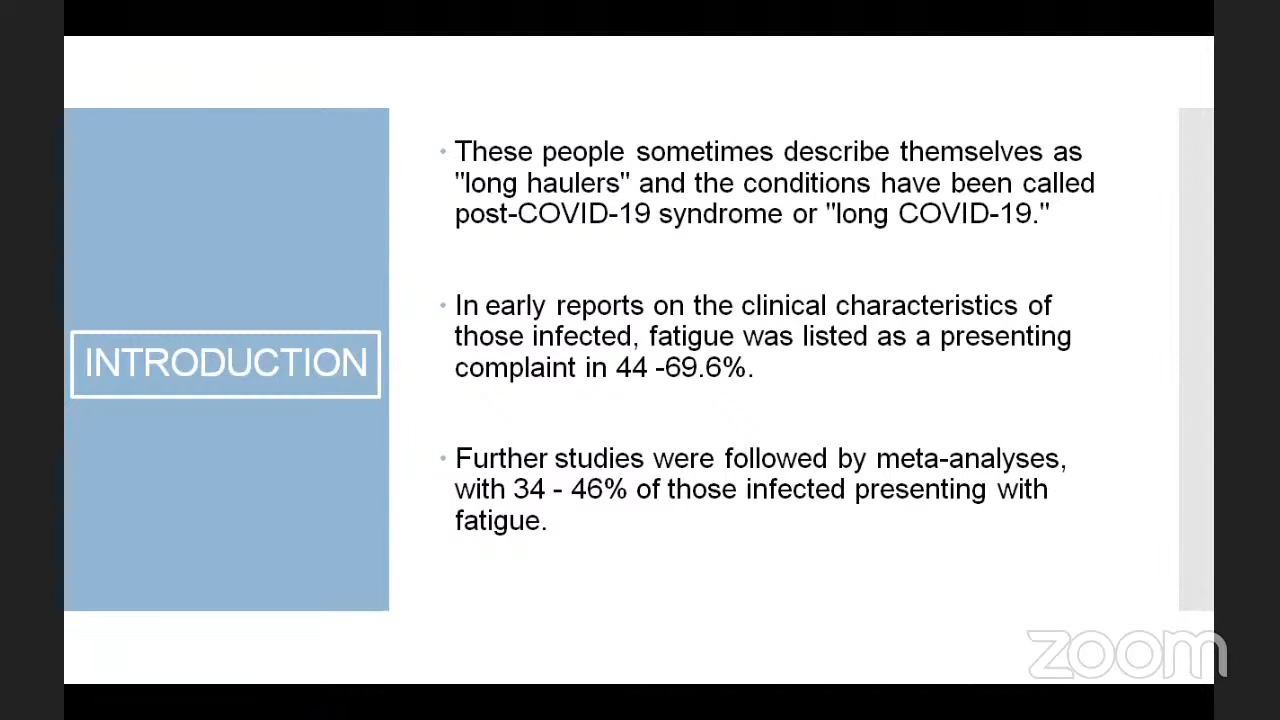 INTRODUCTION
These people sometimes describe themselves as
"long haulers" and the conditions have been called
post-COVID-19 syndrome or "long COVID-19."
In early reports on the clinical characteristics of
those infected, fatigue was listed as a presenting
complaint in 44 -69.6%.
Further studies were followed by meta-analyses,
with 34 - 46% of those infected presenting with
fatigue.
zoom